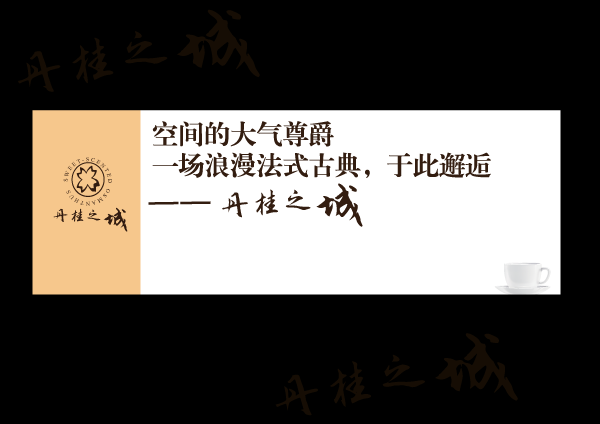 丹桂之城
SWEET-SCENTED OSMANTHUS
丹桂之城
空间的大气尊爵
一场浪漫法式古典，于此邂逅
—— 丹桂之城
丹桂之城